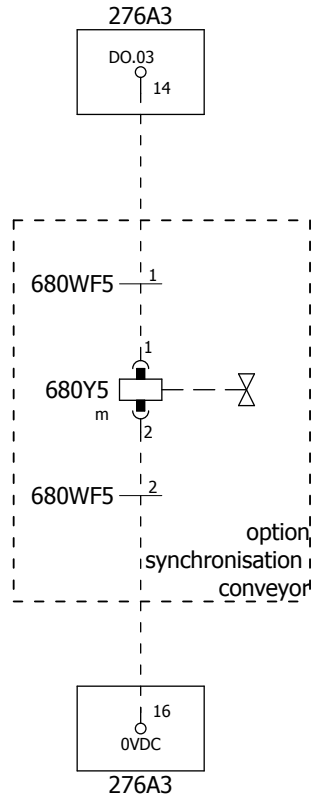 276A3
DO.03
14
680WF5
1
1
680Y5
m
2
680WF5
2
option
synchronisation
conveyor
16
0VDC
276A3